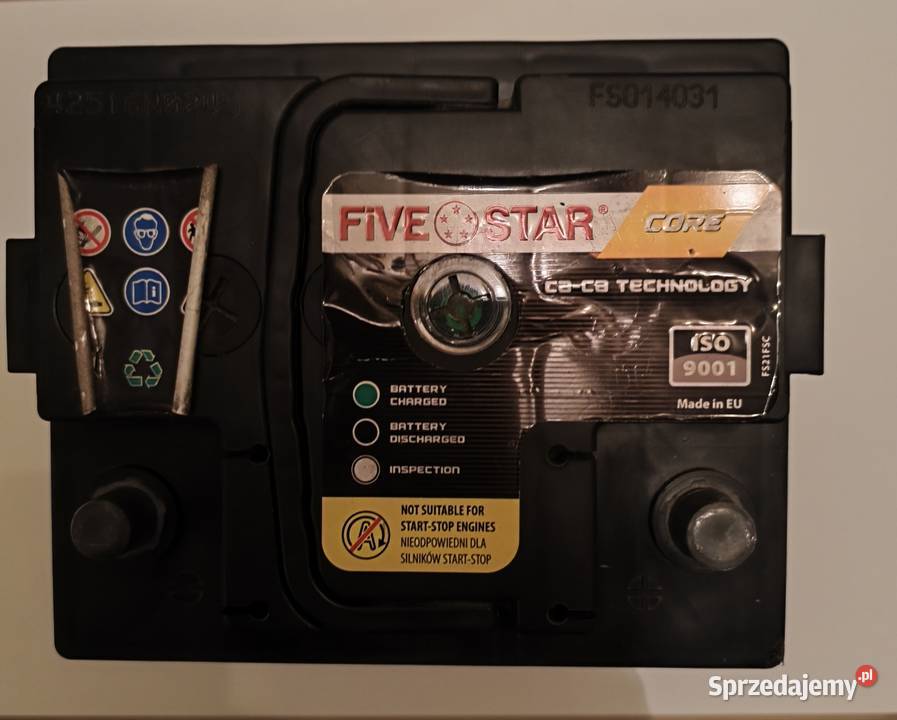 FS014031
FIVE STAR®
CORE
Ca-Ca TECHNOLOGY
ISO
9001
FS21FSC
Made in EU
BATTERY
CHARGED
BATTERY
DISCHARGED
INSPECTION
NOT SUITABLE FOR
START-STOP ENGINES
NIEODPOWIEDNI DLA
SILNIKÓW START-STOP
Sprzedajemy.pl